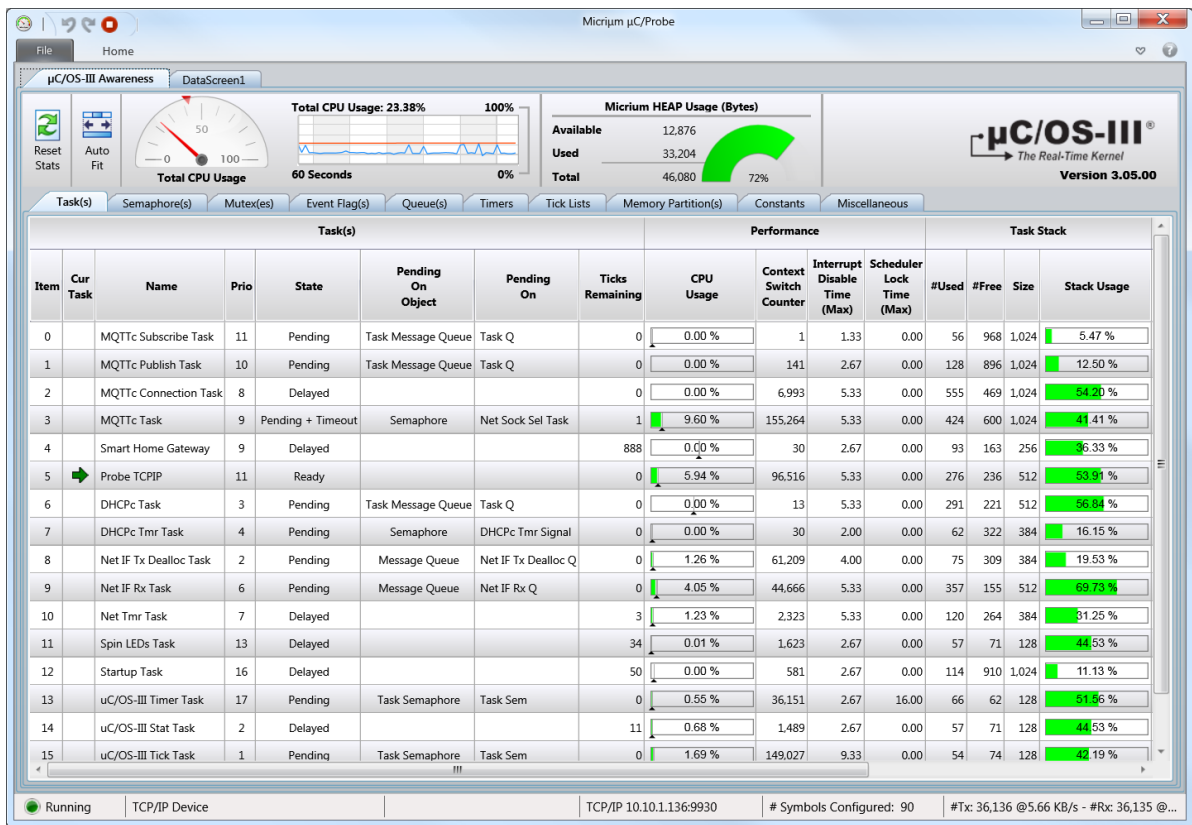 Micriµm µC/Probe
File Home
µC/OS-III Awareness DataScreen1
Reset Stats
Auto Fit
0 50 100
Total CPU Usage
Total CPU Usage: 23.38% 100%
60 Seconds 0%
Micrium HEAP Usage (Bytes)
Available 12,876
Used 33,204
Total 46,080 72%
µC/OS-III®
The Real-Time Kernel
Version 3.05.00
Task(s) Semaphore(s) Mutex(es) Event Flag(s) Queue(s) Timers Tick Lists Memory Partition(s) Constants Miscellaneous
Task(s) Performance Task Stack
Item Cur Task Name Prio State Pending On Object Pending On Ticks Remaining CPU Usage Context Switch Counter Interrupt Disable Time (Max) Scheduler Lock Time (Max) #Used #Free Size Stack Usage
0 MQTTc Subscribe Task 11 Pending Task Message Queue Task Q 0 0.00 % 1 1.33 0.00 56 968 1,024 5.47 %
1 MQTTc Publish Task 10 Pending Task Message Queue Task Q 0 0.00 % 141 2.67 0.00 128 896 1,024 12.50 %
2 MQTTc Connection Task 8 Delayed 0 0.00 % 6,993 5.33 0.00 555 469 1,024 54.20 %
3 MQTTc Task 9 Pending + Timeout Semaphore Net Sock Sel Task 1 9.60 % 155,264 5.33 0.00 424 600 1,024 41.41 %
4 Smart Home Gateway 9 Delayed 888 0.00 % 30 2.67 0.00 93 163 256 36.33 %
5 Probe TCPIP 11 Ready 0 5.94 % 96,516 5.33 0.00 276 236 512 53.91 %
6 DHCPc Task 3 Pending Task Message Queue Task Q 0 0.00 % 13 5.33 0.00 291 221 512 56.84 %
7 DHCPc Tmr Task 4 Pending Semaphore DHCPc Tmr Signal 0 0.00 % 30 2.00 0.00 62 322 384 16.15 %
8 Net IF Tx Dealloc Task 2 Pending Message Queue Net IF Tx Dealloc Q 0 1.26 % 61,209 4.00 0.00 75 309 384 19.53 %
9 Net IF Rx Task 6 Pending Message Queue Net IF Rx Q 0 4.05 % 44,666 5.33 0.00 357 155 512 69.73 %
10 Net Tmr Task 7 Delayed 3 1.23 % 2,323 5.33 0.00 120 264 384 31.25 %
11 Spin LEDs Task 13 Delayed 34 0.01 % 1,623 2.67 0.00 57 71 128 44.53 %
12 Startup Task 16 Delayed 50 0.00 % 581 2.67 0.00 114 910 1,024 11.13 %
13 uC/OS-III Timer Task 17 Pending Task Semaphore Task Sem 0 0.55 % 36,151 2.67 16.00 66 62 128 51.56 %
14 uC/OS-III Stat Task 2 Delayed 11 0.68 % 1,489 2.67 0.00 57 71 128 44.53 %
15 uC/OS-III Tick Task 1 Pending Task Semaphore Task Sem 0 1.69 % 149,027 9.33 0.00 54 74 128 42.19 %
Running TCP/IP Device TCP/IP 10.10.1.136:9930 # Symbols Configured: 90 #Tx: 36,136 @5.66 KB/s - #Rx: 36,135 @...